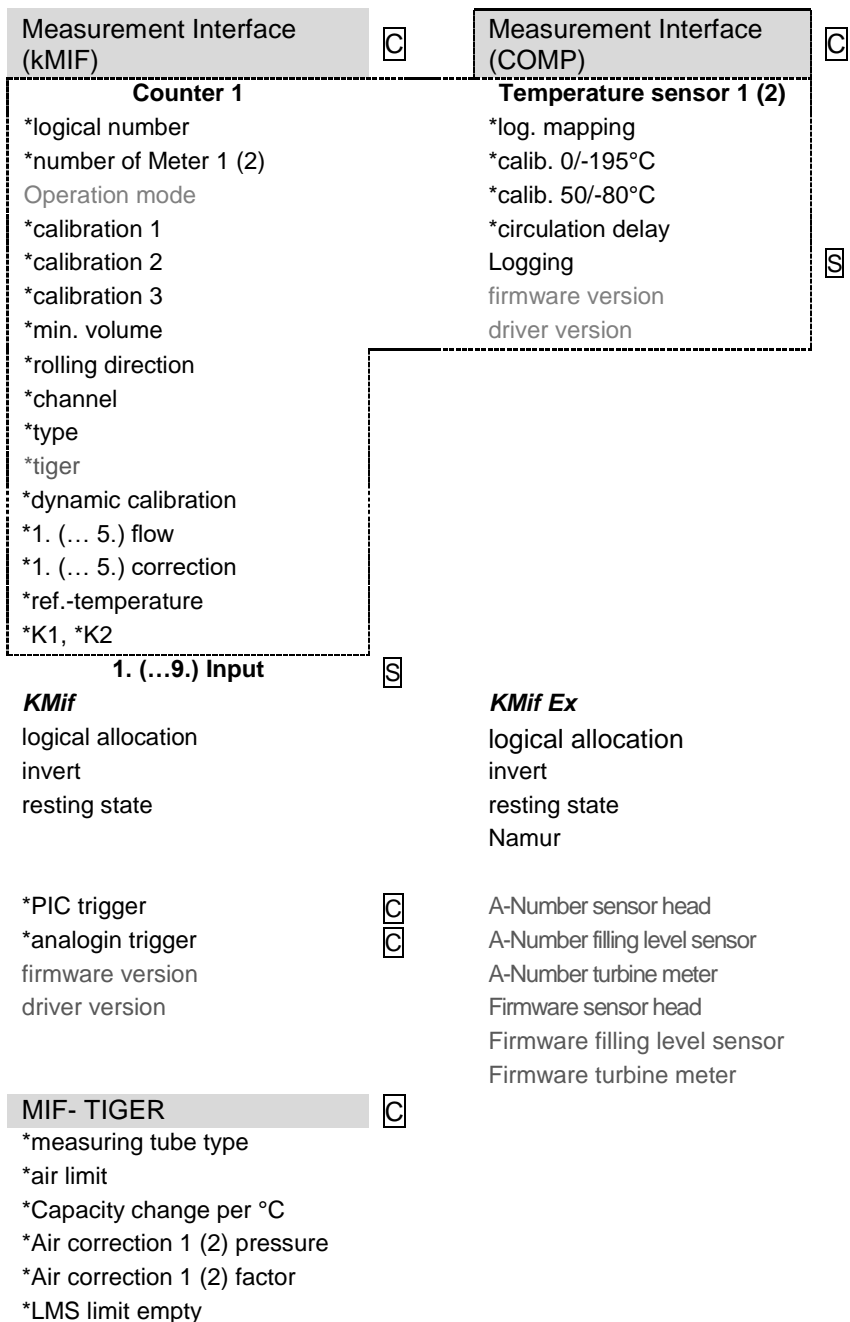 Measurement Interface
(kMIF)
C
Measurement Interface
(COMP)
C
Counter 1
*logical number
*number of Meter 1 (2)
Operation mode
*calibration 1
*calibration 2
*calibration 3
*min. volume
*rolling direction
*channel
*type
*tiger
*dynamic calibration
*1. (... 5.) flow
*1. (... 5.) correction
*ref.-temperature
*K1, *K2
Temperature sensor 1 (2)
*log. mapping
*calib. 0/-195°C
*calib. 50/-80°C
*circulation delay
Logging S
firmware version
driver version
1. (...9.) Input S
KMif
logical allocation
invert
resting state
*PIC trigger C
*analogin trigger C
firmware version
driver version
KMif Ex
logical allocation
invert
resting state
Namur
A-Number sensor head
A-Number filling level sensor
A-Number turbine meter
Firmware sensor head
Firmware filling level sensor
Firmware turbine meter
MIF- TIGER C
*measuring tube type
*air limit
*Capacity change per °C
*Air correction 1 (2) pressure
*Air correction 1 (2) factor
*LMS limit empty